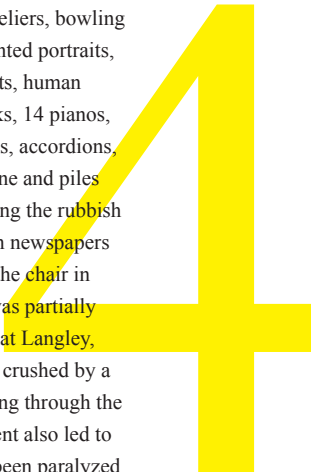 eliers, bowling
nted portraits,
ts, human
ks, 14 pianos,
s, accordions,
ne and piles
ng the rubbish
n newspapers
he chair in
vas partially
at Langley,
crushed by a
ng through the
ent also led to
been paralyzed
4